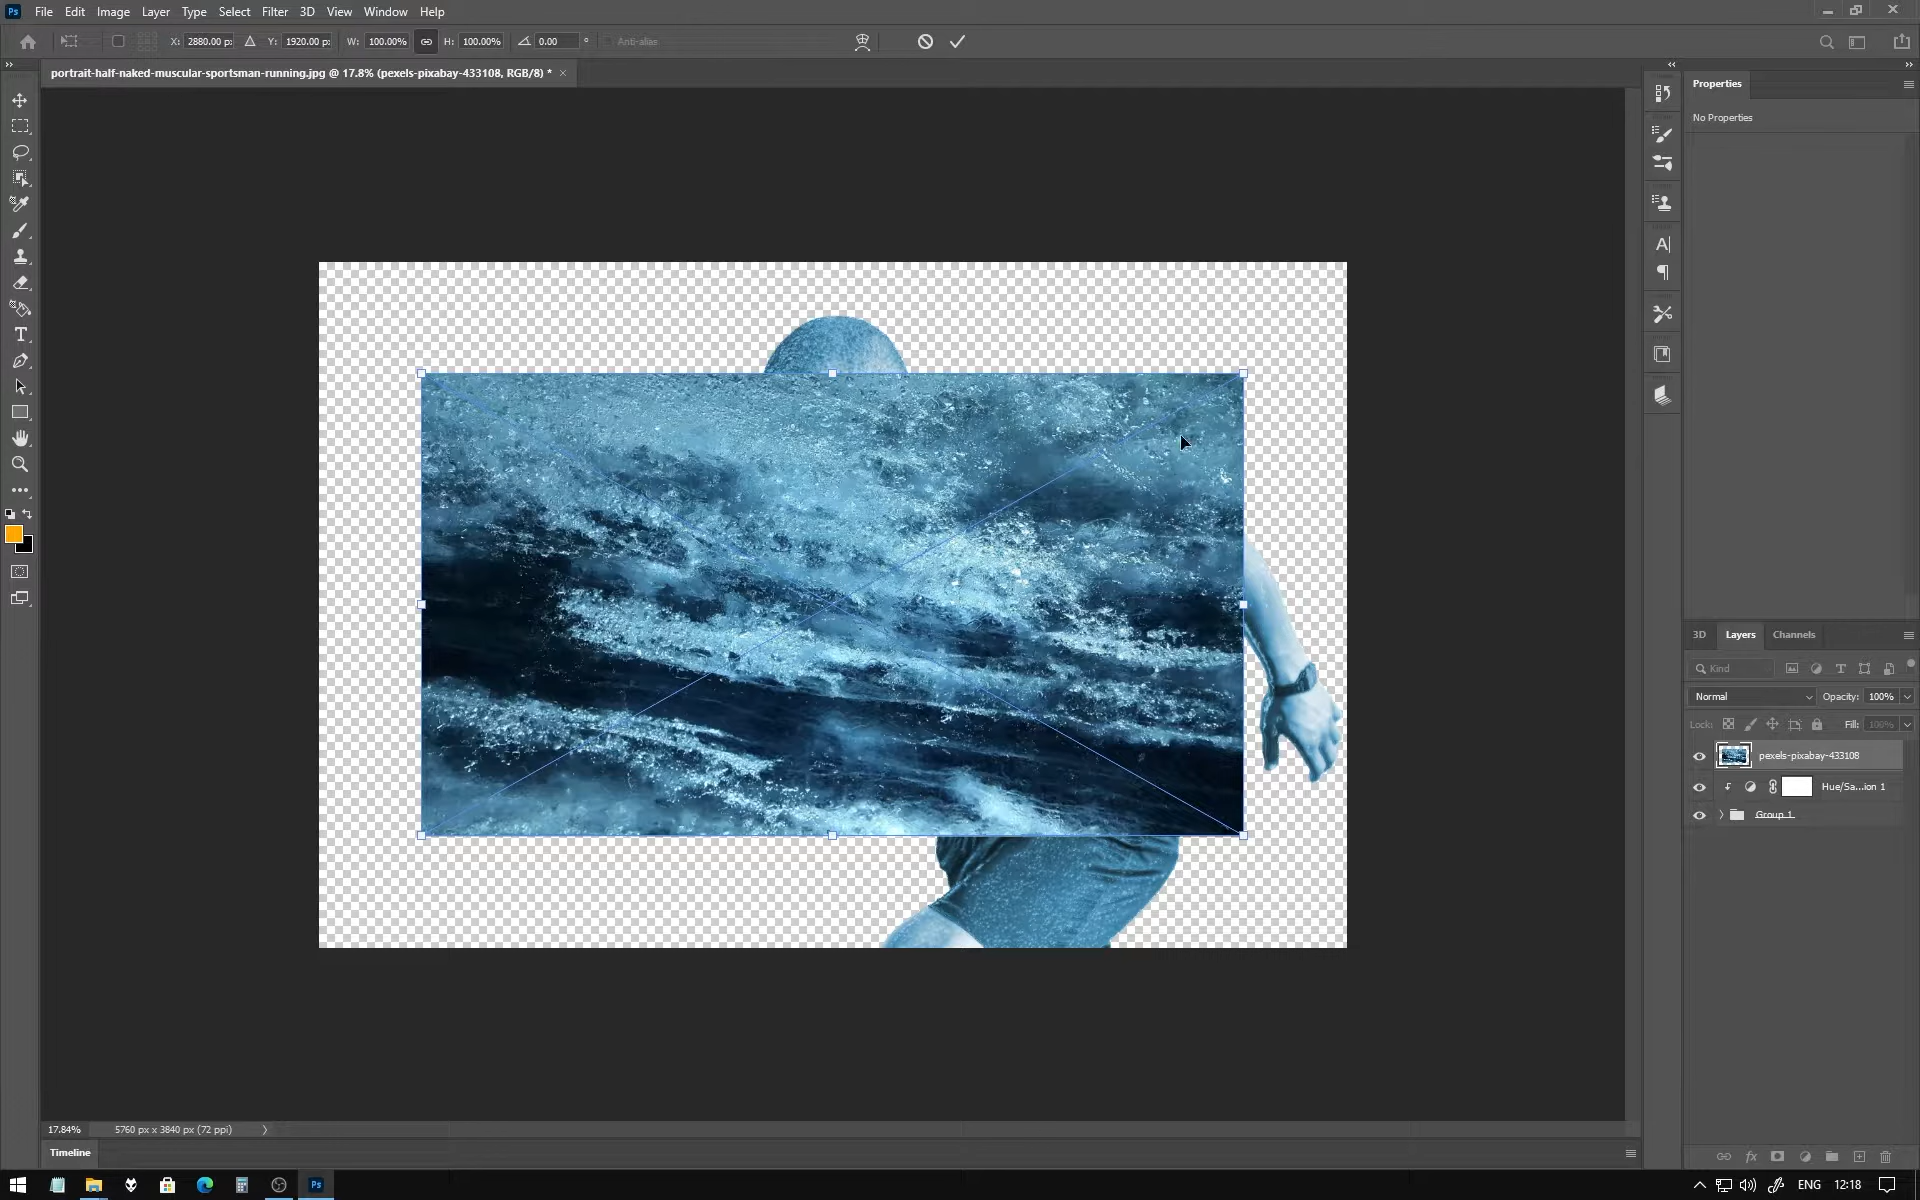 Ps File Edit Image Layer Type Select Filter 3D View Window Help
X: 2880.00 p: Y: 1920.00 p: W: 100.00% H: 100.00% 0.00 ° Anti-alias
portrait-half-naked-muscular-sportsman-running.jpg @ 17.8% (pexels-pixabay-433108, RGB/8) * ×
Properties
No Properties
3D Layers Channels
Kind
Normal Opacity: 100%
Lock: Fill: 100%
pexels-pixabay-433108
Hue/Sa...ion 1
Group 1
17.84% 5760 px x 3840 px (72 ppi)
Timeline
Ps ENG 12:18